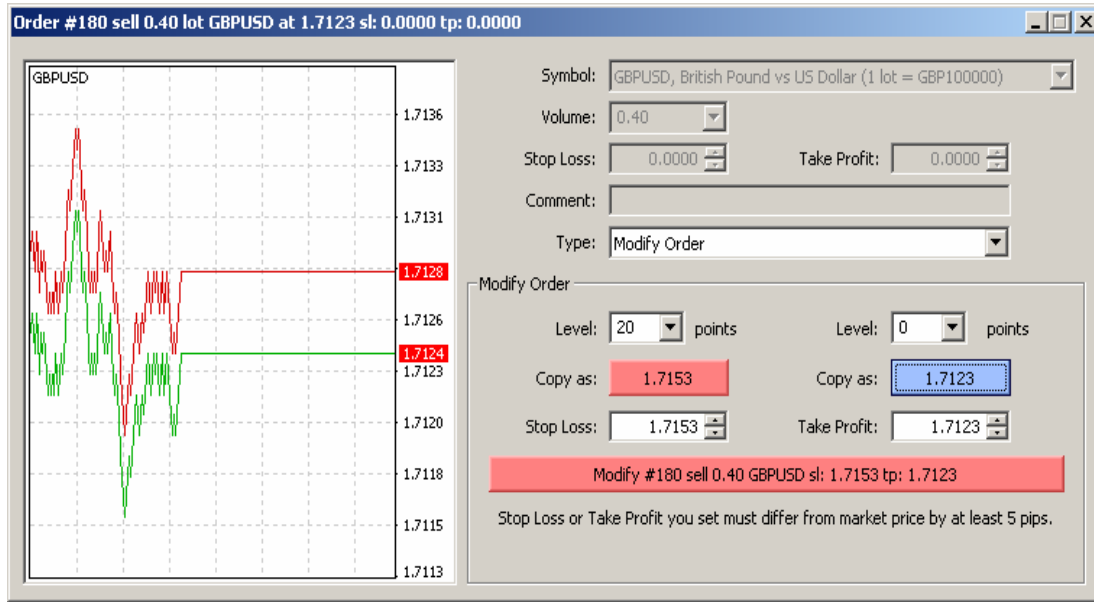 Order #180 sell 0.40 lot GBPUSD at 1.7123 sl: 0.0000 tp: 0.0000
GBPUSD
1.7136
1.7133
1.7131
1.7128
1.7126
1.7124
1.7123
1.7120
1.7118
1.7115
1.7113
Symbol: GBPUSD, British Pound vs US Dollar (1 lot = GBP100000)
Volume: 0.40
Stop Loss: 0.0000 Take Profit: 0.0000
Comment:
Type: Modify Order
Modify Order
Level: 20 points Level: 0 points
Copy as: 1.7153 Copy as: 1.7123
Stop Loss: 1.7153 Take Profit: 1.7123
Modify #180 sell 0.40 GBPUSD sl: 1.7153 tp: 1.7123
Stop Loss or Take Profit you set must differ from market price by at least 5 pips.